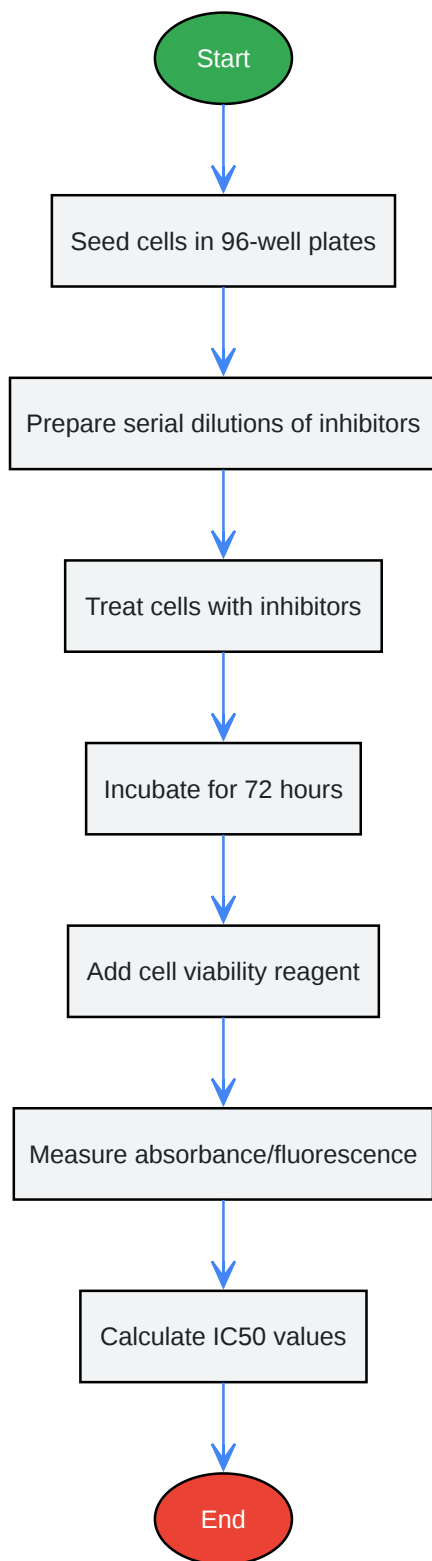 Start
Seed cells in 96-well plates
Prepare serial dilutions of inhibitors
Treat cells with inhibitors
Incubate for 72 hours
Add cell viability reagent
Measure absorbance/fluorescence
Calculate IC50 values
End